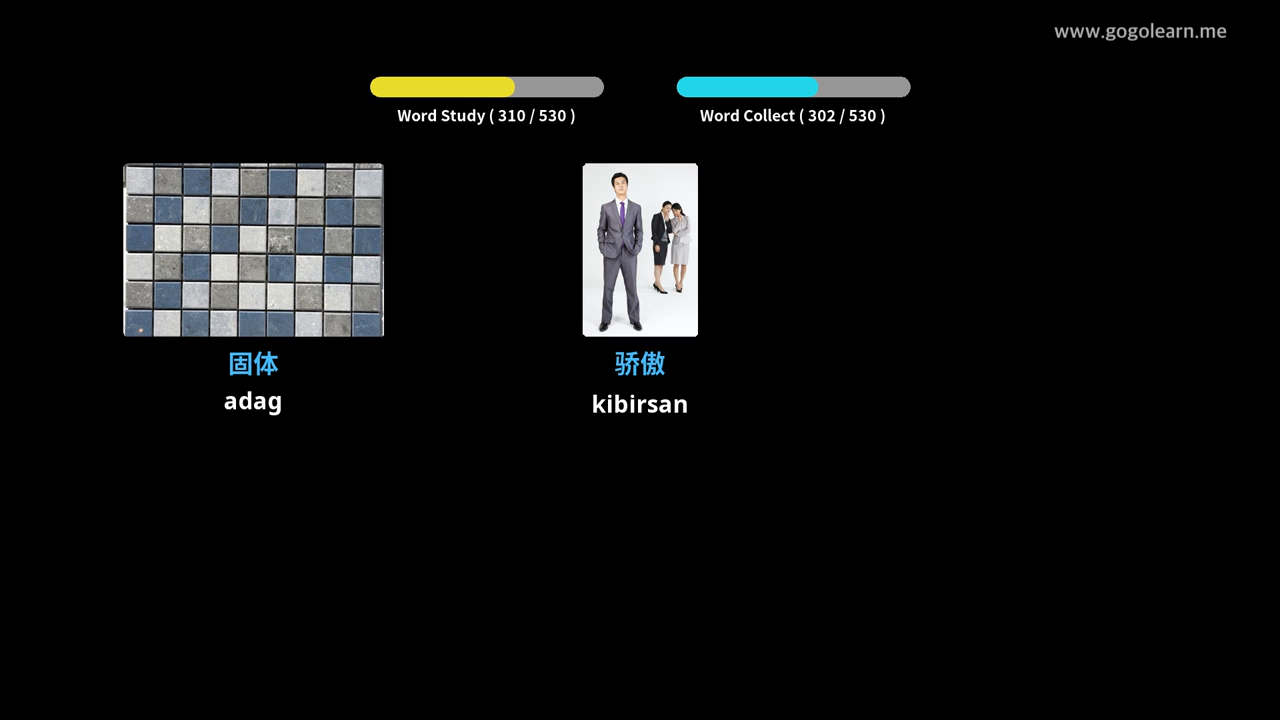 www.gogolearn.me
Word Study ( 310 / 530 )
Word Collect ( 302 / 530 )
固体
adag
骄傲
kibirsan